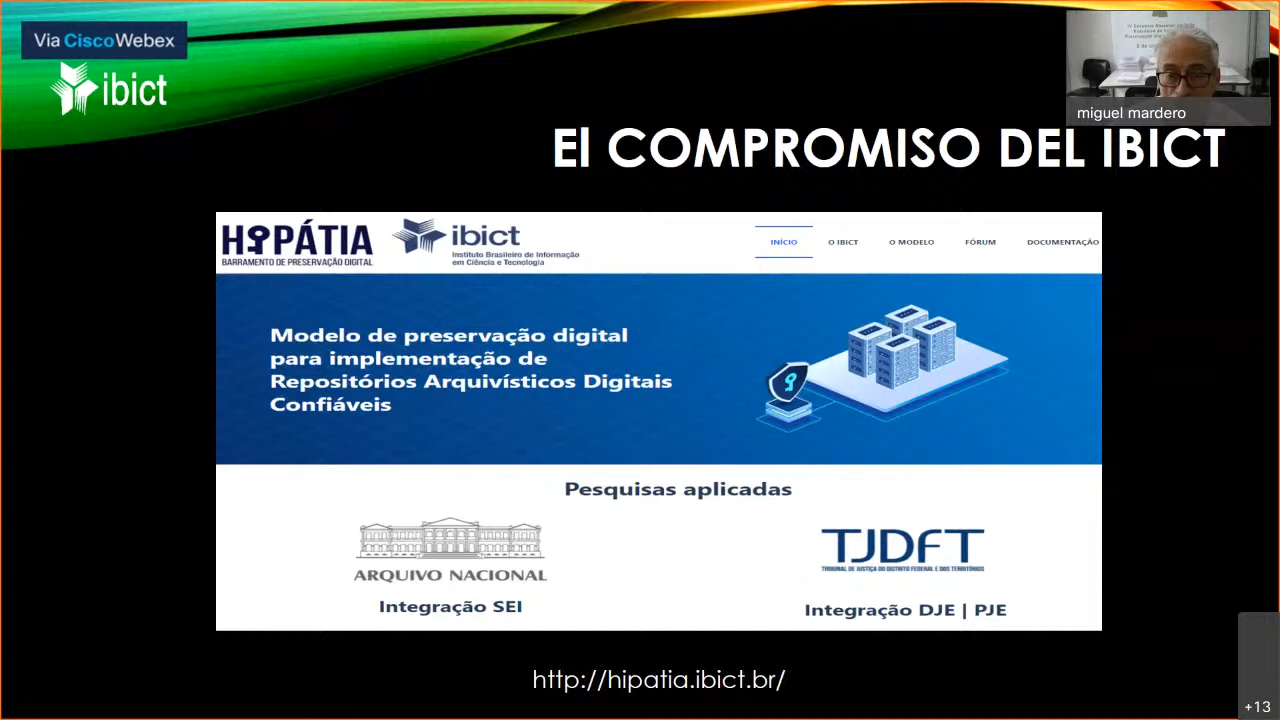 Via Cisco Webex
ibict
miguel mardero
El COMPROMISO DEL IBICT
HIPÁTIA
BARRAMENTO DE PRESERVAÇÃO DIGITAL
ibict
Instituto Brasileiro de Informação
em Ciência e Tecnologia
INÍCIO
O IBICT
O MODELO
FÓRUM
DOCUMENTAÇÃO
Modelo de preservação digital
para implementação de
Repositórios Arquivísticos Digitais
Confiáveis
Pesquisas aplicadas
ARQUIVO NACIONAL
Integração SEI
TJDFT
TRIBUNAL DE JUSTIÇA DO DISTRITO FEDERAL E DOS TERRITÓRIOS
Integração DJE | PJE
http://hipatia.ibict.br/
+13